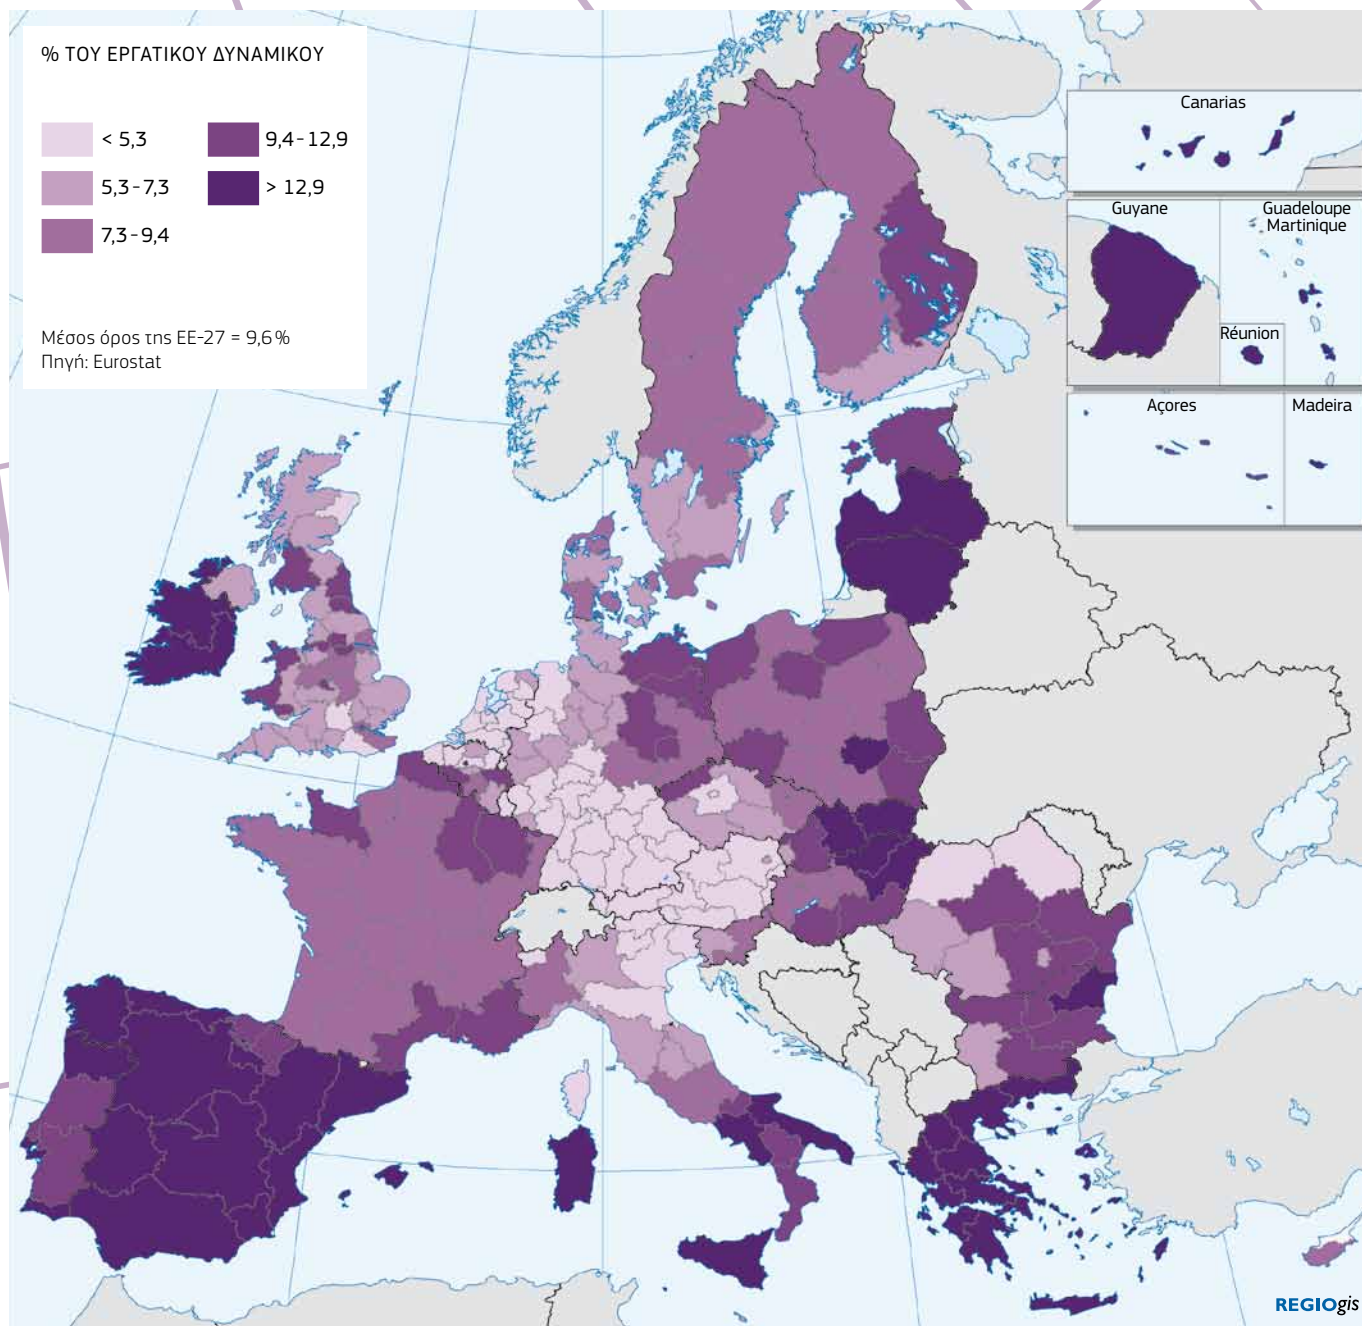 % ΤΟΥ ΕΡΓΑΤΙΚΟΥ ΔΥΝΑΜΙΚΟΥ
< 5,3
5,3-7,3
7,3-9,4
9,4-12,9
> 12,9
Μέσος όρος της ΕΕ-27 = 9,6%
Πηγή: Eurostat
Canarias
Guyane
Guadeloupe
Martinique
Réunion
Açores
Madeira
REGIOgis